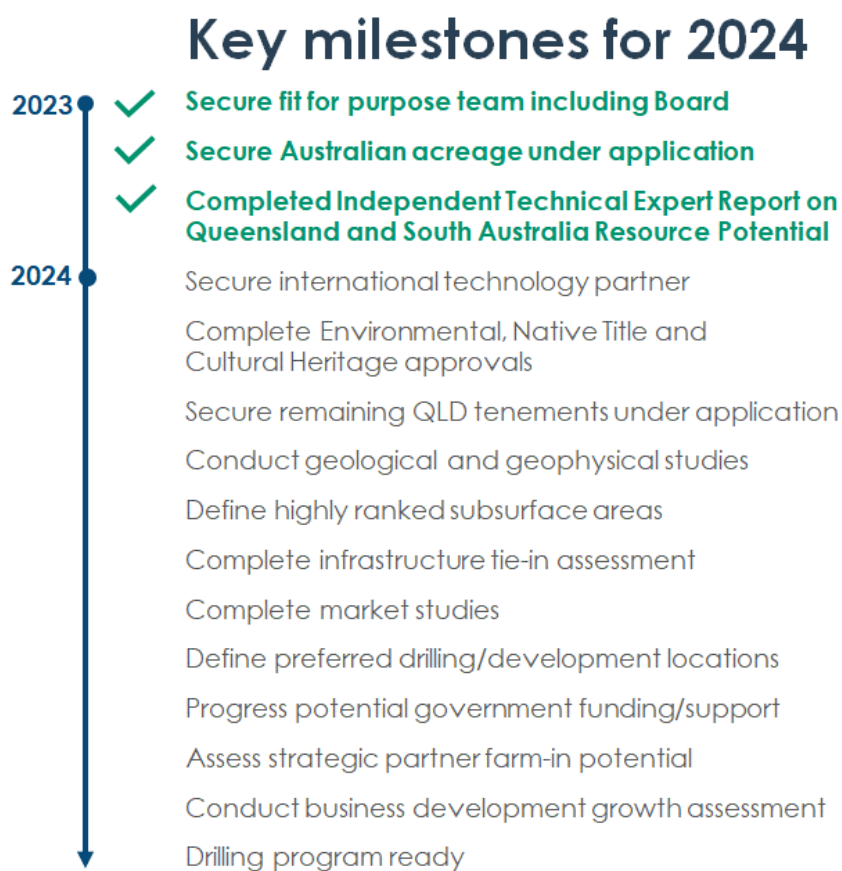 Key milestones for 2024
2023
Secure fit for purpose team including Board
Secure Australian acreage under application
Completed Independent Technical Expert Report on
Queensland and South Australia Resource Potential
2024
Secure international technology partner
Complete Environmental, Native Title and
Cultural Heritage approvals
Secure remaining QLD tenements under application
Conduct geological and geophysical studies
Define highly ranked subsurface areas
Complete infrastructure tie-in assessment
Complete market studies
Define preferred drilling/development locations
Progress potential government funding/support
Assess strategic partner farm-in potential
Conduct business development growth assessment
Drilling program ready